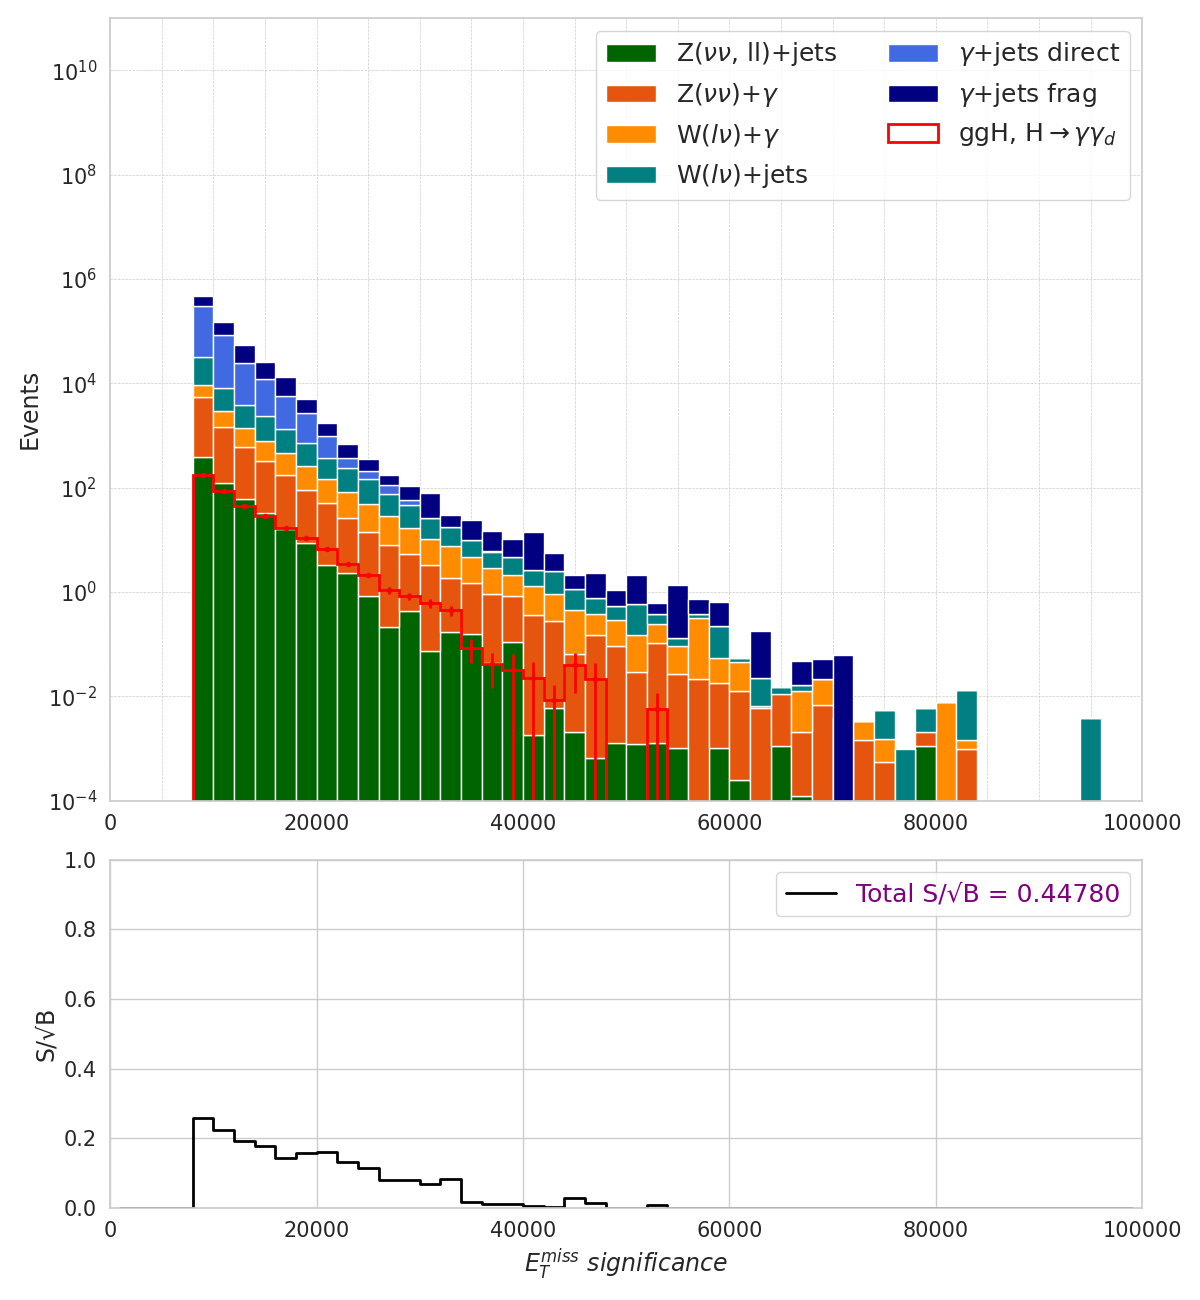 Z(νν, ll)+jets
Z(νν)+γ
W(lν)+γ
W(lν)+jets
γ+jets direct
γ+jets frag
ggH, H→γγ_d
Events
10^10
10^8
10^6
10^4
10^2
10^0
10^−2
10^−4
0 20000 40000 60000 80000 100000
Total S/√B = 0.44780
S/√B
1.0
0.8
0.6
0.4
0.2
0.0
0 20000 40000 60000 80000 100000
E_T^miss significance